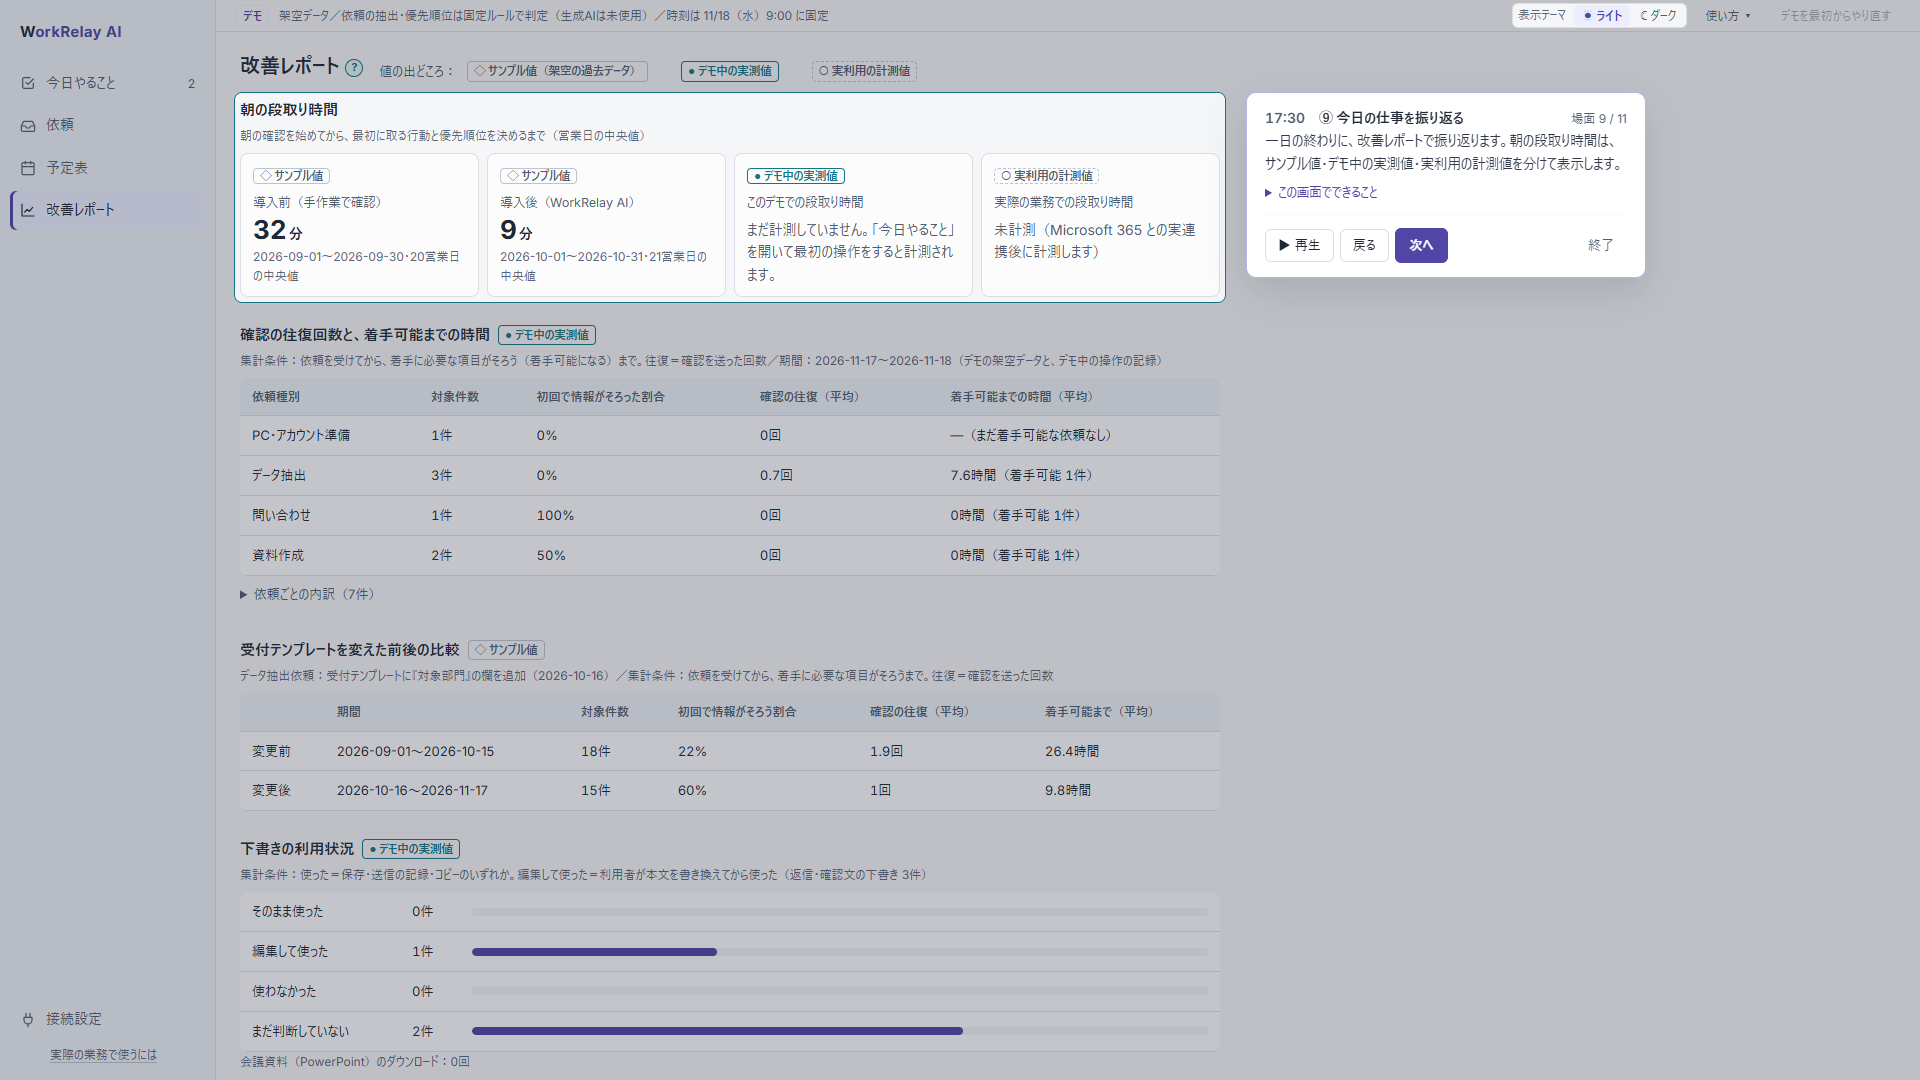 WorkRelay AI
今日やること 2
依頼
予定表
改善レポート
接続設定
実際の業務で使うには
デモ 架空データ／依頼の抽出・優先順位は固定ルールで判定（生成AIは未使用）／時刻は 11/18（水）9:00 に固定
表示テーマ ● ライト ☾ダーク 使い方 ▾ デモを最初からやり直す
改善レポート ? 値の出どころ： ◇サンプル値（架空の過去データ） ●デモ中の実測値 ○実利用の計測値
朝の段取り時間
朝の確認を始めてから、最初に取る行動と優先順位を決めるまで（営業日の中央値）
◇サンプル値
導入前（手作業で確認）
32分
2026-09-01〜2026-09-30・20営業日
の中央値
◇サンプル値
導入後（WorkRelay AI）
9分
2026-10-01〜2026-10-31・21営業日の
中央値
●デモ中の実測値
このデモでの段取り時間
まだ計測していません。「今日やること」
を開いて最初の操作をすると計測され
ます。
○実利用の計測値
実際の業務での段取り時間
未計測（Microsoft 365 との実連
携後に計測します）
17:30 ⑨ 今日の仕事を振り返る 場面 9 / 11
一日の終わりに、改善レポートで振り返ります。朝の段取り時間は、
サンプル値・デモ中の実測値・実利用の計測値を分けて表示します。
▶ この画面でできること
▶ 再生 戻る 次へ 終了
確認の往復回数と、着手可能までの時間 ●デモ中の実測値
集計条件：依頼を受けてから、着手に必要な項目がそろう（着手可能になる）まで。往復＝確認を送った回数／期間：2026-11-17〜2026-11-18（デモの架空データと、デモ中の操作の記録）
依頼種別 対象件数 初回で情報がそろった割合 確認の往復（平均） 着手可能までの時間（平均）
PC・アカウント準備 1件 0% 0回 —（まだ着手可能な依頼なし）
データ抽出 3件 0% 0.7回 7.6時間（着手可能 1件）
問い合わせ 1件 100% 0回 0時間（着手可能 1件）
資料作成 2件 50% 0回 0時間（着手可能 1件）
▶ 依頼ごとの内訳（7件）
受付テンプレートを変えた前後の比較 ◇サンプル値
データ抽出依頼：受付テンプレートに『対象部門』の欄を追加（2026-10-16）／集計条件：依頼を受けてから、着手に必要な項目がそろうまで。往復＝確認を送った回数
期間 対象件数 初回で情報がそろう割合 確認の往復（平均） 着手可能まで（平均）
変更前 2026-09-01〜2026-10-15 18件 22% 1.9回 26.4時間
変更後 2026-10-16〜2026-11-17 15件 60% 1回 9.8時間
下書きの利用状況 ●デモ中の実測値
集計条件：使った＝保存・送信の記録・コピーのいずれか。編集して使った＝利用者が本文を書き換えてから使った（返信・確認文の下書き 3件）
そのまま使った 0件
編集して使った 1件
使わなかった 0件
まだ判断していない 2件
会議資料（PowerPoint）のダウンロード：0回